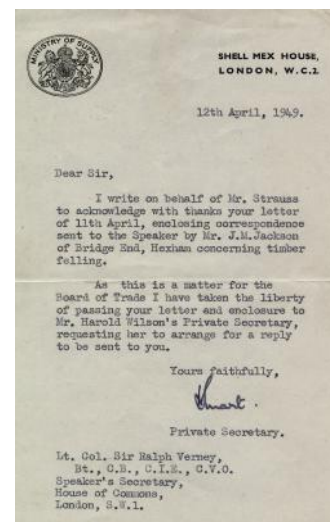 MINISTRY OF SUPPLY
SHELL MEX HOUSE,
LONDON, W.C.2.
12th April, 1949.
Dear Sir,
I write on behalf of Mr. Strauss
to acknowledge with thanks your letter
of 11th April, enclosing correspondence
sent to the Speaker by Mr. J.M.Jackson
of Bridge End, Hexham concerning timber
felling.
As this is a matter for the
Board of Trade I have taken the liberty
of passing your letter and enclosure to
Mr. Harold Wilson's Private Secretary,
requesting her to arrange for a reply
to be sent to you.
Yours faithfully,
Private Secretary.
Lt. Col. Sir Ralph Verney,
Bt., C.B., C.I.E., C.V.O.
Speaker's Secretary,
House of Commons,
London, S.W.1.